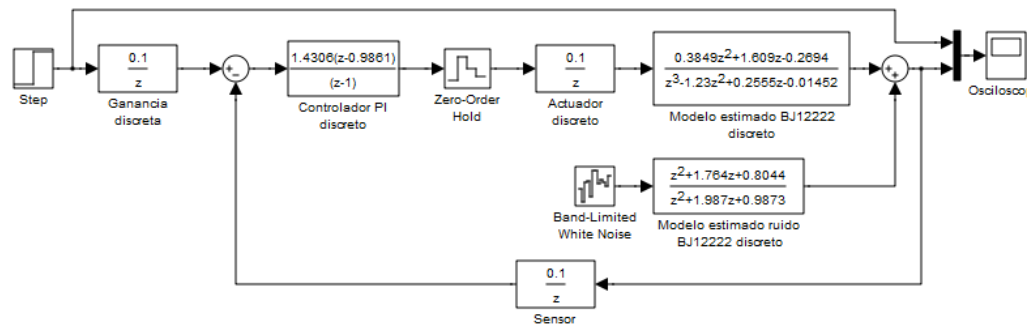 Step
0.1
z
Ganancia
discreta
1.4306(z-0.9861)
(z-1)
Controlador PI
discreto
Zero-Order
Hold
0.1
z
Actuador
discreto
0.3849z²+1.609z-0.2694
z³-1.23z²+0.2555z-0.01452
Modelo estimado BJ12222
discreto
Osciloscop
Band-Limited
White Noise
z²+1.764z+0.8044
z²+1.987z+0.9873
Modelo estimado ruido
BJ12222 discreto
0.1
z
Sensor